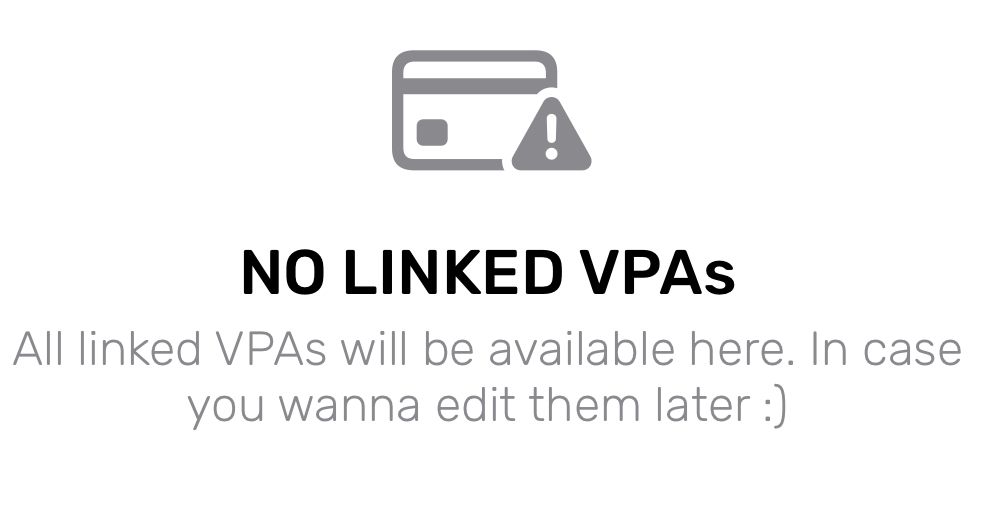 NO LINKED VPAs
All linked VPAs will be available here. In case
you wanna edit them later :)